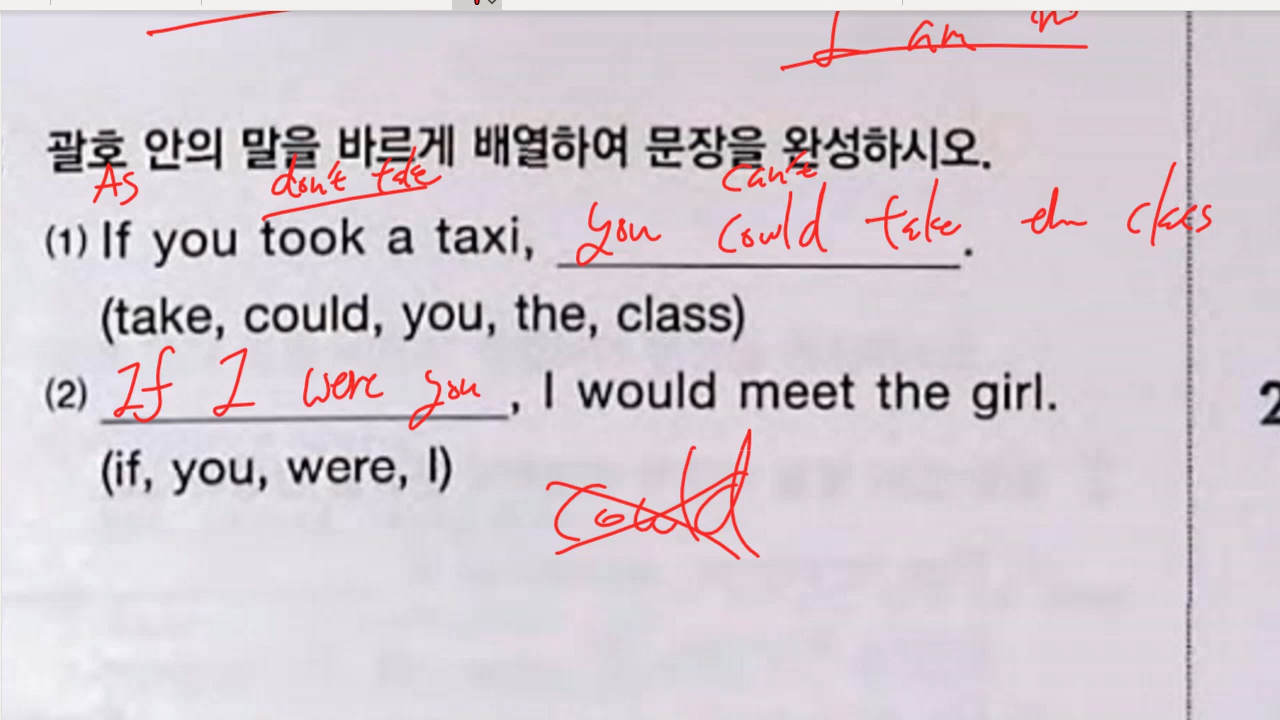 I am
괄호 안의 말을 바르게 배열하여 문장을 완성하시오.
As don't take can't
(1) If you took a taxi, you could take the class.
(take, could, you, the, class)
(2) If I were you, I would meet the girl.
(if, you, were, I)
could
2